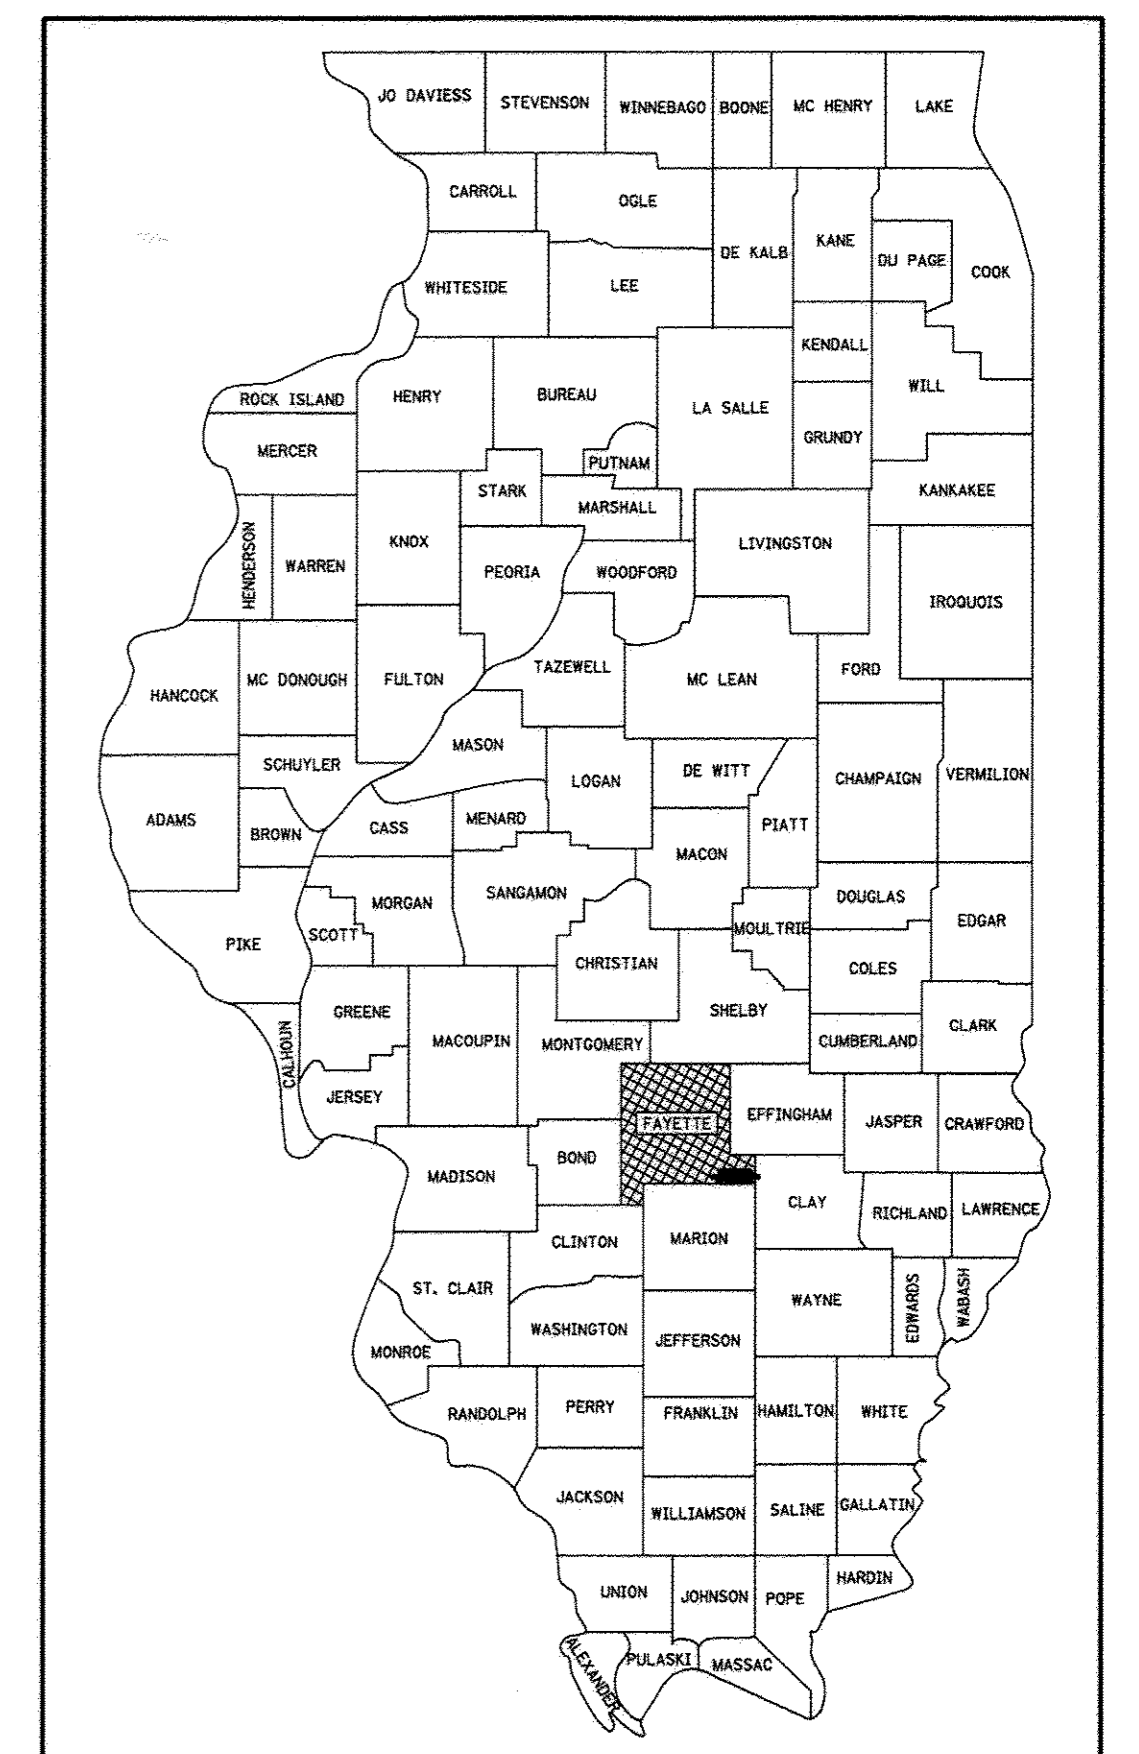 JO DAVIESS
STEVENSON
WINNEBAGO
BOONE
MC HENRY
LAKE
CARROLL
OGLE
DE KALB
KANE
DU PAGE
COOK
WHITESIDE
LEE
KENDALL
WILL
ROCK ISLAND
HENRY
BUREAU
LA SALLE
GRUNDY
MERCER
PUTNAM
KANKAKEE
STARK
MARSHALL
HENDERSON
WARREN
KNOX
PEORIA
WOODFORD
LIVINGSTON
IROQUOIS
HANCOCK
MC DONOUGH
FULTON
TAZEWELL
MC LEAN
FORD
SCHUYLER
MASON
LOGAN
DE WITT
CHAMPAIGN
VERMILION
ADAMS
BROWN
CASS
MENARD
MACON
PIATT
PIKE
SCOTT
MORGAN
SANGAMON
CHRISTIAN
MOULTRIE
DOUGLAS
EDGAR
COLES
CALHOUN
GREENE
MACOUPIN
MONTGOMERY
SHELBY
CUMBERLAND
CLARK
JERSEY
FAYETTE
EFFINGHAM
JASPER
CRAWFORD
MADISON
BOND
CLAY
RICHLAND
LAWRENCE
CLINTON
MARION
ST. CLAIR
WAYNE
EDWARDS
WABASH
MONROE
WASHINGTON
JEFFERSON
RANDOLPH
PERRY
FRANKLIN
HAMILTON
WHITE
JACKSON
WILLIAMSON
SALINE
GALLATIN
UNION
JOHNSON
POPE
HARDIN
ALEXANDER
PULASKI
MASSAC